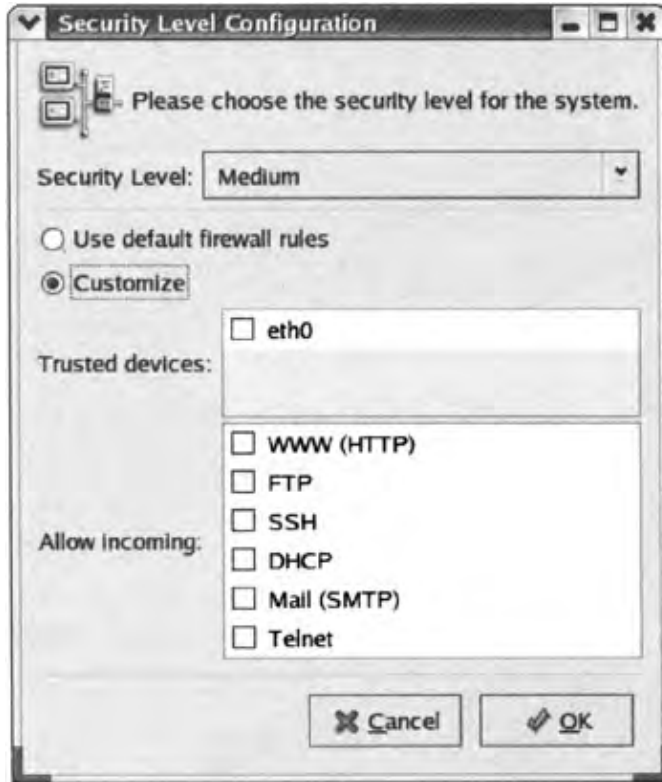 Security Level Configuration
Please choose the security level for the system.
Security Level: Medium
Use default firewall rules
Customize
Trusted devices: eth0
Allow incoming:
WWW (HTTP)
FTP
SSH
DHCP
Mail (SMTP)
Telnet
Cancel OK